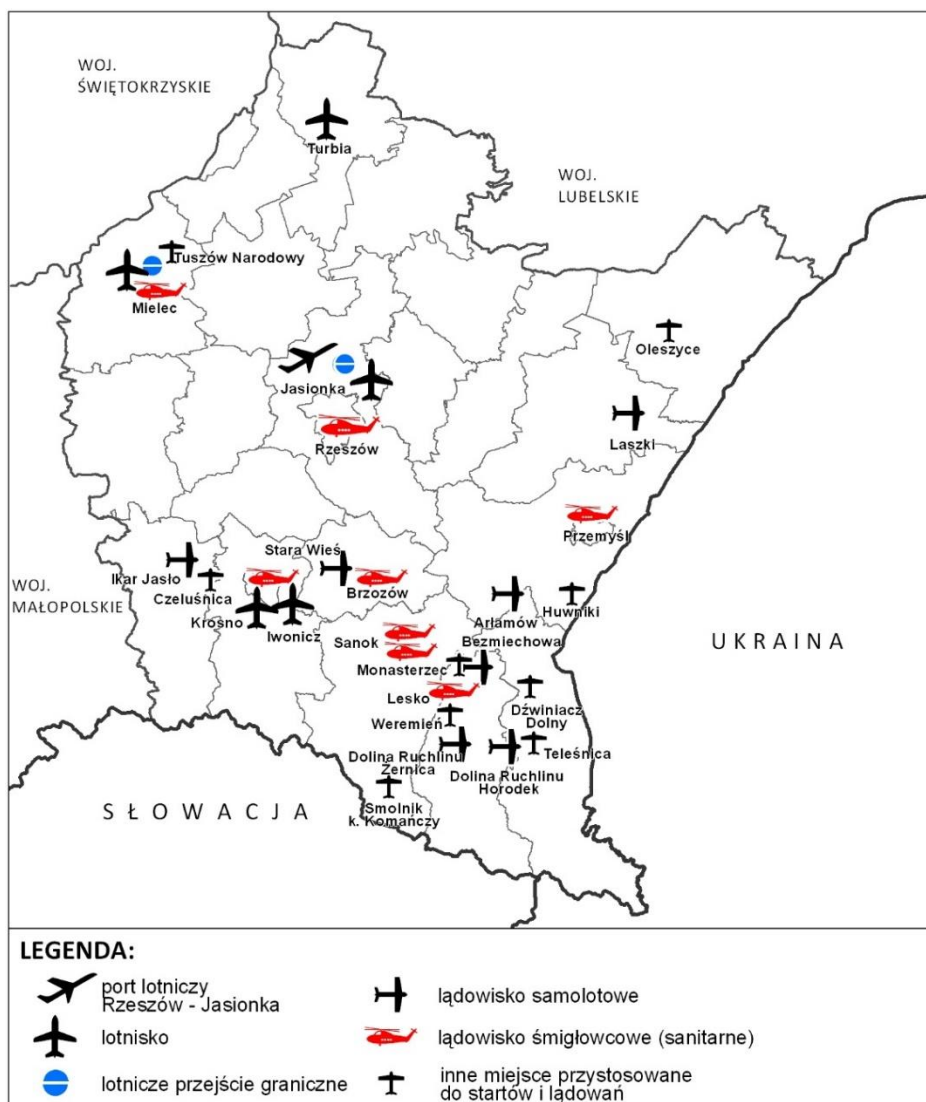 WOJ.
ŚWIĘTOKRZYSKIE
Turbia
WOJ.
LUBELSKIE
Tuszów Narodowy
Mielec
Oleszyce
Jasionka
Laszki
Rzeszów
Przemyśl
Stara Wieś
Ikar Jasło
Czeluśnica
Brzozów
WOJ.
MAŁOPOLSKIE
Krosno
Iwonicz
Arłamów
Huwniki
Bezmiechowa
Sanok
UKRAINA
Monasterzec
Lesko
Weremień
Dźwiniacz
Dolny
Teleśnica
Dolina Ruchlinu
Żernica
Dolina Ruchlinu
Horodek
Smolnik
k. Komańczy
SŁOWACJA
LEGENDA:
port lotniczy
Rzeszów - Jasionka
lotnisko
lotnicze przejście graniczne
lądowisko samolotowe
lądowisko śmigłowcowe (sanitarne)
inne miejsce przystosowane
do startów i lądowań